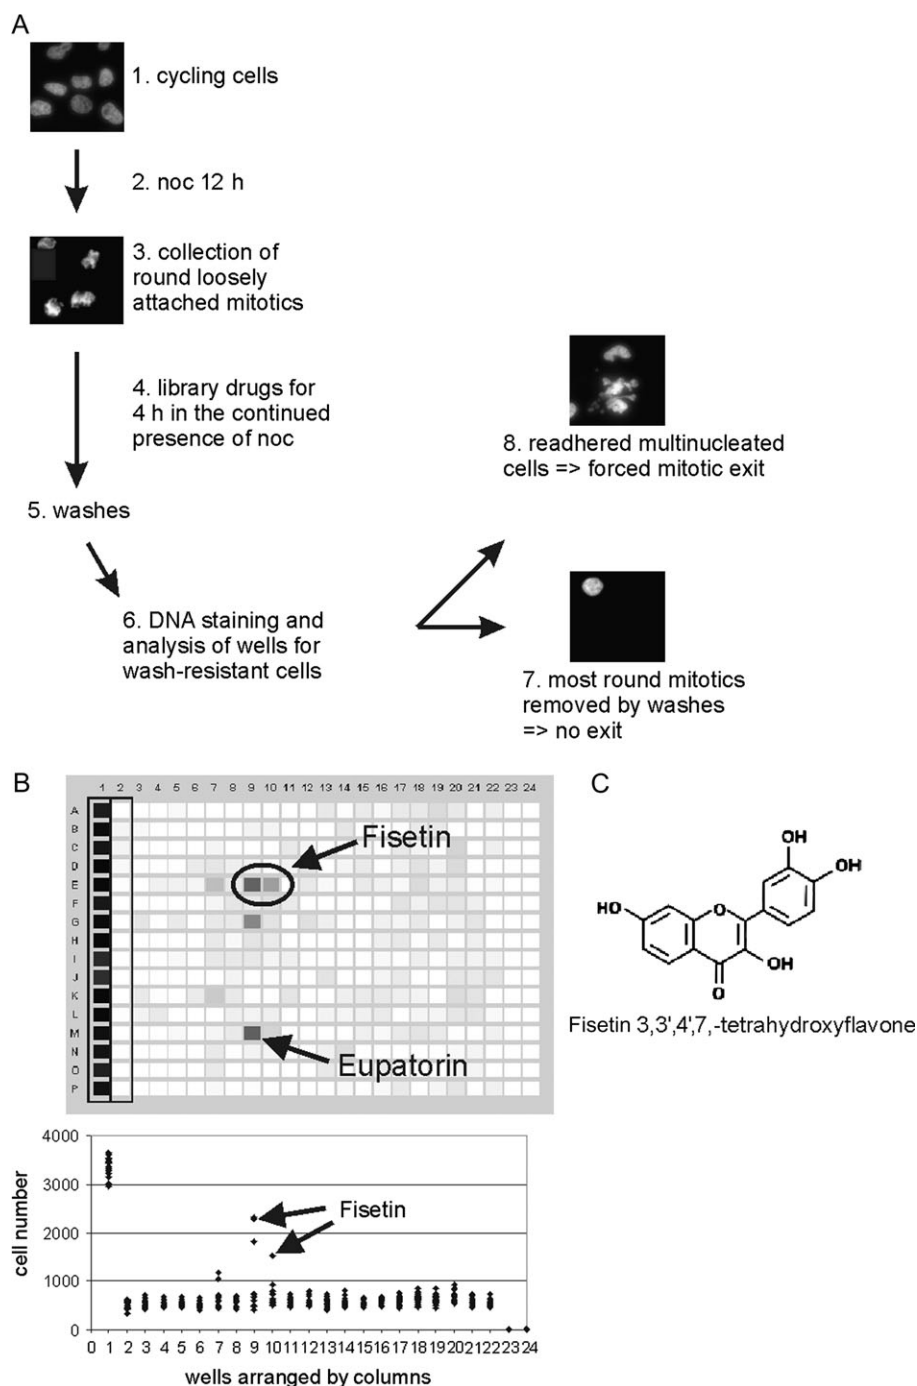 A
1. cycling cells
2. noc 12 h
3. collection of
round loosely
attached mitotics
4. library drugs for
4 h in the continued
presence of noc
5. washes
6. DNA staining and
analysis of wells for
wash-resistant cells
8. readhered multinucleated
cells => forced mitotic exit
7. most round mitotics
removed by washes
=> no exit
B
1 2 3 4 5 6 7 8 9 10 11 12 13 14 15 16 17 18 19 20 21 22 23 24
A
B
C
D
E
F
G
H
I
J
K
L
M
N
O
P
Fisetin
Eupatorin
C
OH
OH
HO
O
OH
O
Fisetin 3,3',4',7,-tetrahydroxyflavone
4000
3000
2000
1000
0
cell number
Fisetin
0 1 2 3 4 5 6 7 8 9 10 11 12 13 14 15 16 17 18 19 20 21 22 23 24
wells arranged by columns